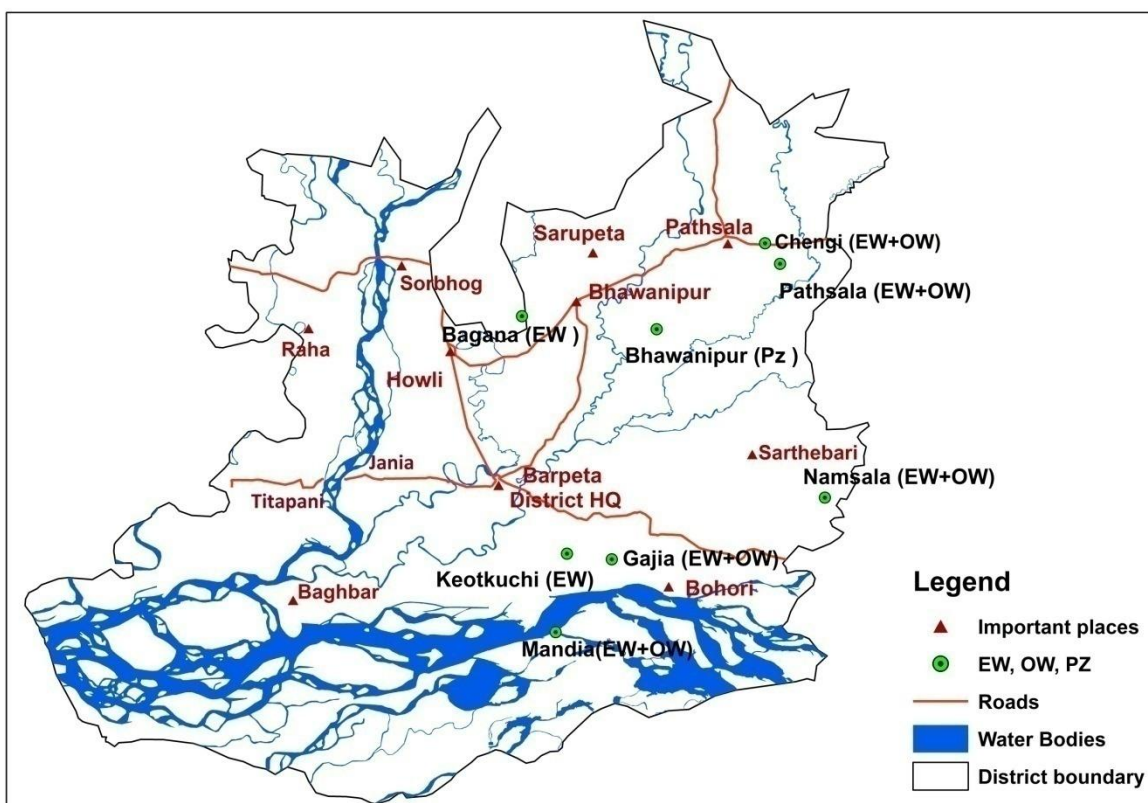 Sarupeta
Pathsala
Chengi (EW+OW)
Sorbhog
Pathsala (EW+OW)
Bhawanipur
Bagana (EW )
Raha
Bhawanipur (Pz )
Howli
Sarthebari
Jania
Barpeta
District HQ
Namsala (EW+OW)
Titapani
Gajia (EW+OW)
Keotkuchi (EW)
Bohori
Baghbar
Mandia(EW+OW)
Legend
Important places
EW, OW, PZ
Roads
Water Bodies
District boundary